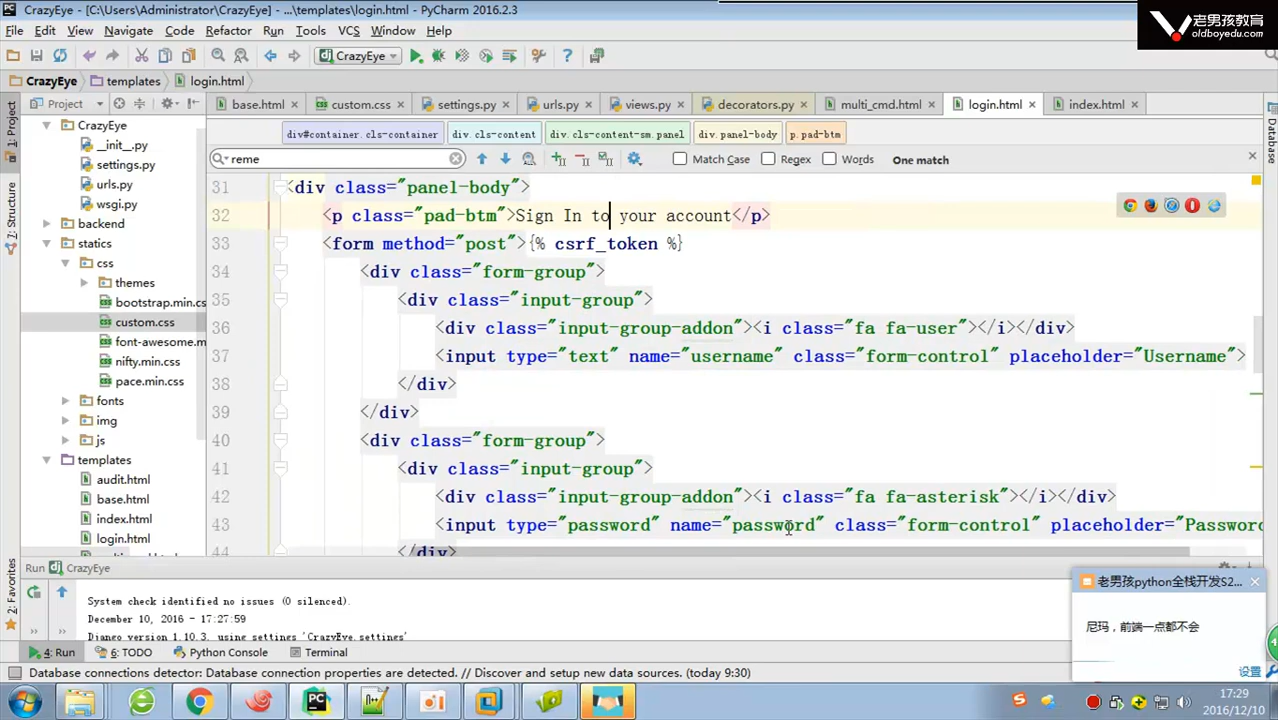 CrazyEye - [C:\Users\Administrator\CrazyEye] - ...\templates\login.html - PyCharm 2016.2.3
老男孩教育
oldboyedu.com
File Edit View Navigate Code Refactor Run Tools VCS Window Help
CrazyEye
CrazyEye templates login.html
Project base.html custom.css settings.py urls.py views.py decorators.py multi_cmd.html login.html index.html
1: Project
7: Structure
2: Favorites
Database
CrazyEye
__init__.py
settings.py
urls.py
wsgi.py
backend
statics
css
themes
bootstrap.min.cs
custom.css
font-awesome.m
nifty.min.css
pace.min.css
fonts
img
js
templates
audit.html
base.html
index.html
login.html
div#container.cls-container div.cls-content div.cls-content-sm.panel div.panel-body p.pad-btm
reme Match Case Regex Words One match
31 <div class="panel-body">
32 <p class="pad-btm">Sign In to your account</p>
33 <form method="post">{% csrf_token %}
34 <div class="form-group">
35 <div class="input-group">
36 <div class="input-group-addon"><i class="fa fa-user"></i></div>
37 <input type="text" name="username" class="form-control" placeholder="Username">
38 </div>
39 </div>
40 <div class="form-group">
41 <div class="input-group">
42 <div class="input-group-addon"><i class="fa fa-asterisk"></i></div>
43 <input type="password" name="password" class="form-control" placeholder="Passwor
44 </div>
Run CrazyEye
System check identified no issues (0 silenced).
December 10, 2016 - 17:27:59
Django version 1.10.3, using settings 'CrazyEye.settings'
老男孩python全栈开发S2...
尼玛，前端一点都不会
设置
4: Run 6: TODO Python Console Terminal
Database connections detector: Database connection properties are detected. // Discover and setup new data sources. (today 9:30)
17:29
2016/12/10